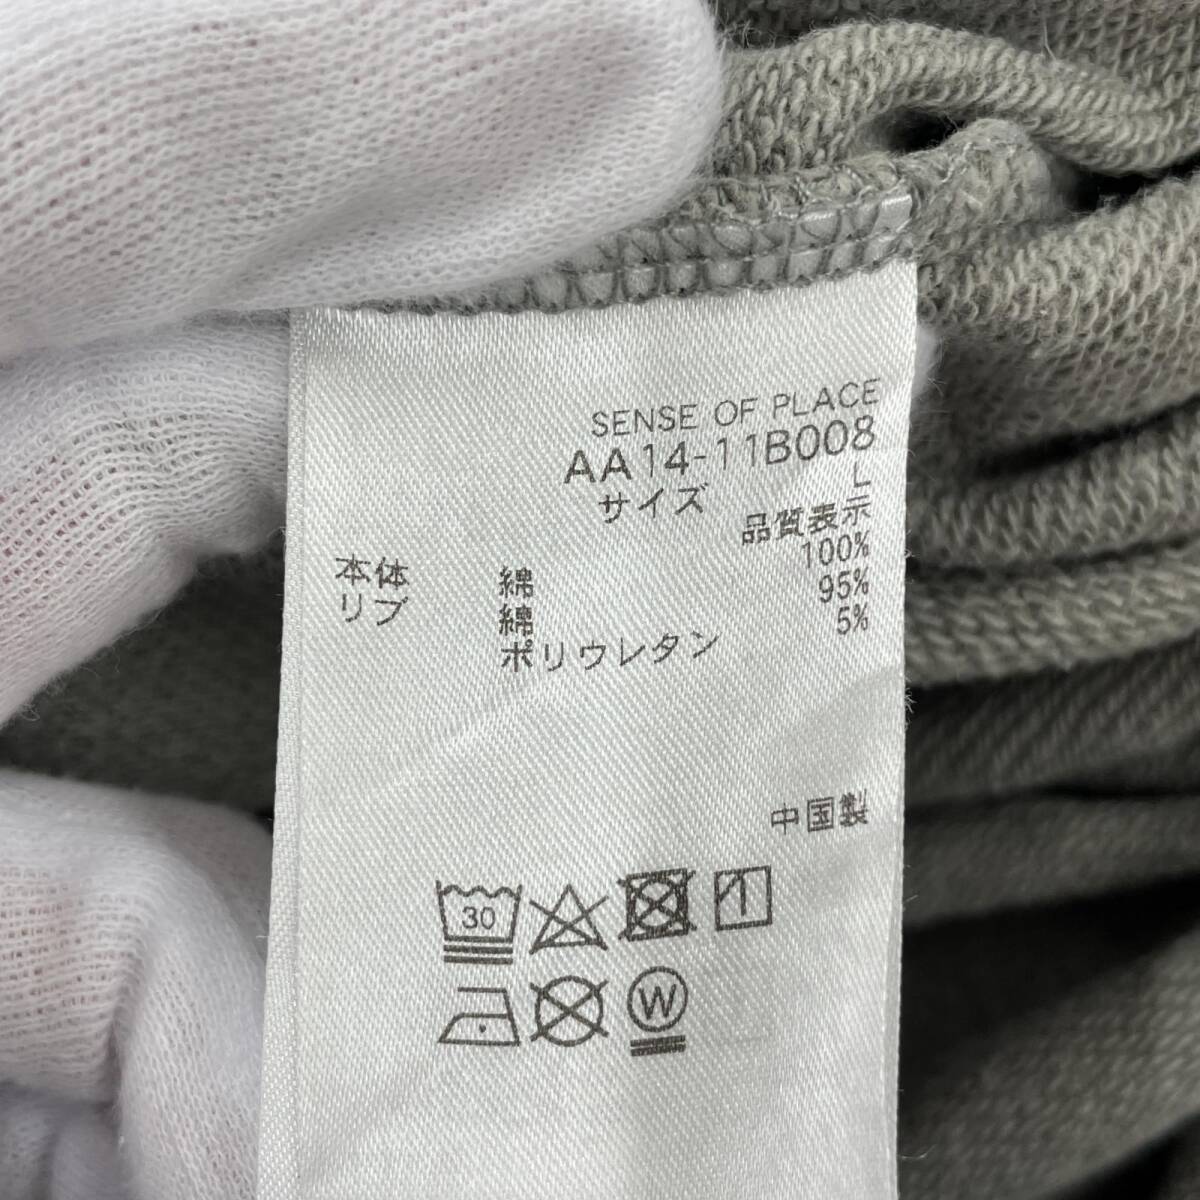 SENSE OF PLACE
AA14-11B008
サイズ L
品質表示
本体 綿 100%
リブ 綿 95%
ポリウレタン 5%
中国製
30
W